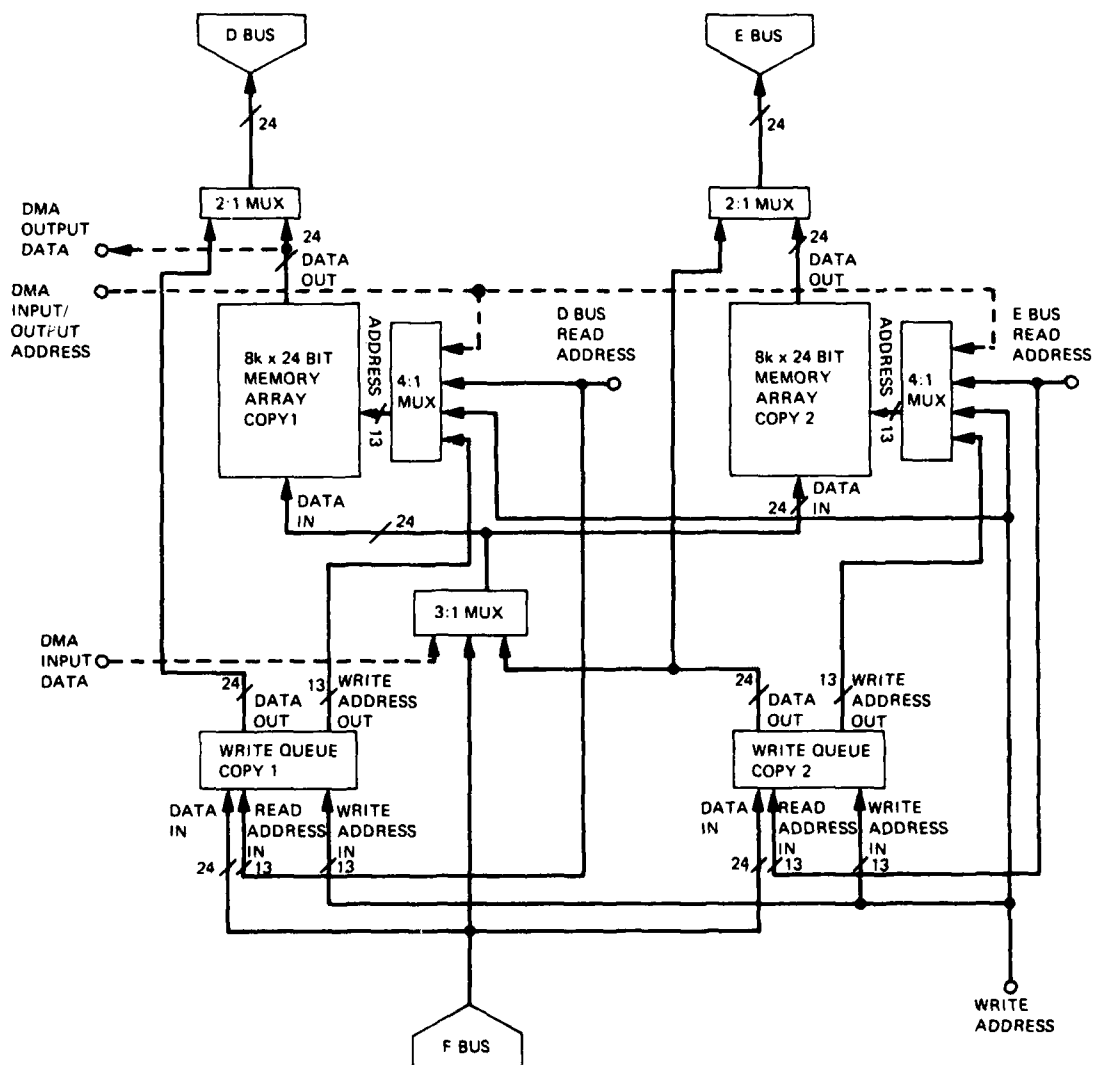 D BUS
E BUS
24
24
2:1 MUX
2:1 MUX
DMA
OUTPUT
DATA
24
DATA
OUT
24
DATA
OUT
DMA
INPUT/
OUTPUT
ADDRESS
D BUS
READ
ADDRESS
E BUS
READ
ADDRESS
8k x 24 BIT
MEMORY
ARRAY
COPY1
ADDRESS
13
4:1
MUX
8k x 24 BIT
MEMORY
ARRAY
COPY 2
ADDRESS
13
4:1
MUX
DATA
IN
24
24
DATA
IN
3:1 MUX
DMA
INPUT
DATA
24
DATA
OUT
13
WRITE
ADDRESS
OUT
24
DATA
OUT
13
WRITE
ADDRESS
OUT
WRITE QUEUE
COPY 1
WRITE QUEUE
COPY 2
DATA
IN
READ
ADDRESS
IN
WRITE
ADDRESS
IN
24
13
13
DATA
IN
READ
ADDRESS
IN
WRITE
ADDRESS
IN
24
13
13
WRITE
ADDRESS
F BUS